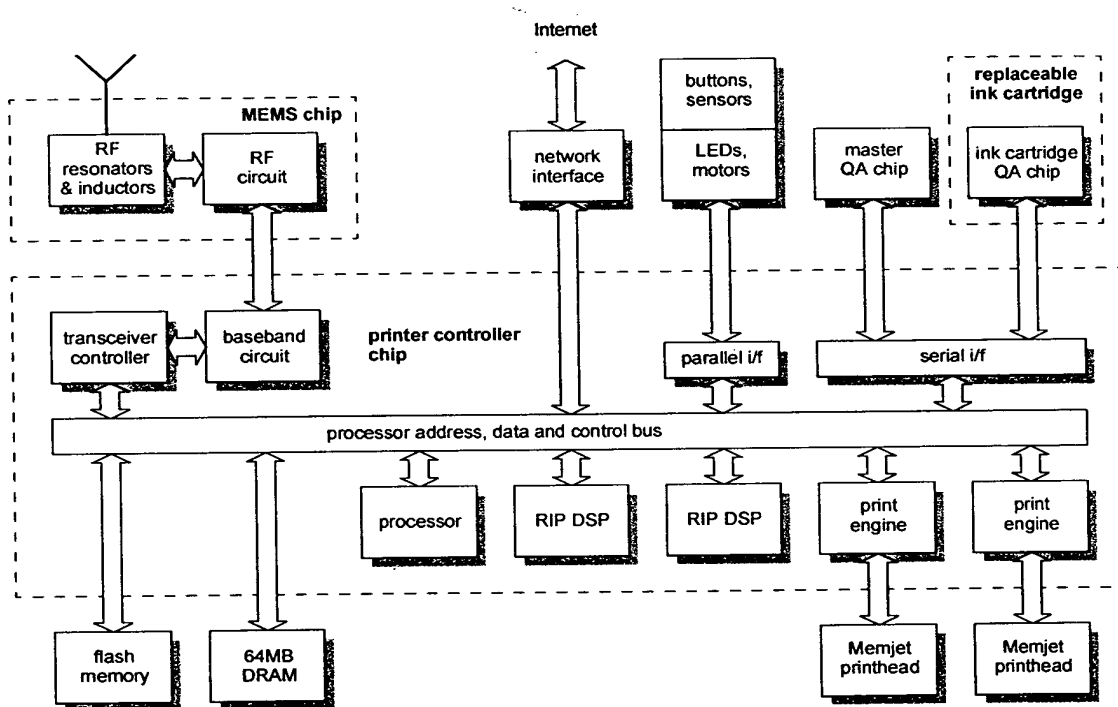 Internet
MEMS chip
RF
resonators
& inductors
RF
circuit
network
interface
buttons,
sensors
LEDs,
motors
master
QA chip
replaceable
ink cartridge
ink cartridge
QA chip
transceiver
controller
baseband
circuit
printer controller
chip
parallel i/f
serial i/f
processor address, data and control bus
processor
RIP DSP
RIP DSP
print
engine
print
engine
flash
memory
64MB
DRAM
Memjet
printhead
Memjet
printhead